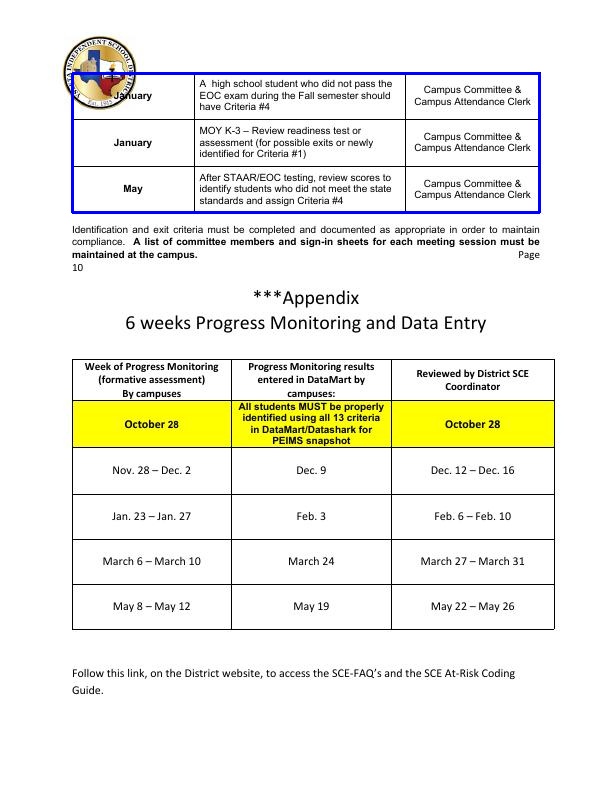 INDEPENDENT SCHOOL
A  high school student who did not pass the
EOC exam during the Fall semester should
have Criteria #4
January
Campus Committee &
Campus Attendance Clerk
MOY K-3 – Review readiness test or
assessment (for possible exits or newly
identified for Criteria #1)
January
Campus Committee &
Campus Attendance Clerk
After STAAR/EOC testing, review scores to
identify students who did not meet the state
standards and assign Criteria #4
May
Campus Committee &
Campus Attendance Clerk
Identification and exit criteria must be completed and documented as appropriate in order to maintain
compliance.  A list of committee members and sign-in sheets for each meeting session must be
maintained at the campus. Page
10
***Appendix
6 weeks Progress Monitoring and Data Entry
Week of Progress Monitoring
(formative assessment)
By campuses
Progress Monitoring results
entered in DataMart by
campuses:
Reviewed by District SCE
Coordinator
October 28
All students MUST be properly
identified using all 13 criteria
in DataMart/Datashark for
PEIMS snapshot
October 28
Nov. 28 – Dec. 2
Dec. 9
Dec. 12 – Dec. 16
Jan. 23 – Jan. 27
Feb. 3
Feb. 6 – Feb. 10
March 6 – March 10
March 24
March 27 – March 31
May 8 – May 12
May 19
May 22 – May 26
Follow this link, on the District website, to access the SCE-FAQ's and the SCE At-Risk Coding
Guide.